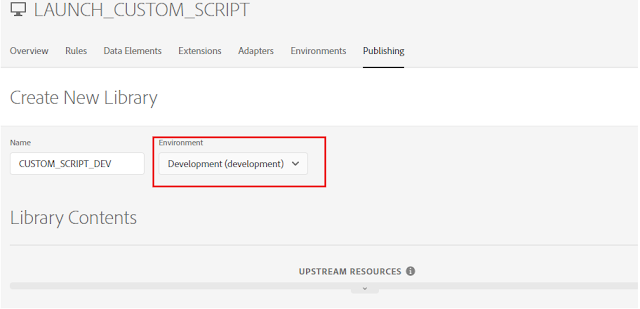 LAUNCH_CUSTOM_SCRIPT
Overview Rules Data Elements Extensions Adapters Environments Publishing
Create New Library
Name Environment
CUSTOM_SCRIPT_DEV Development (development)
Library Contents
UPSTREAM RESOURCES